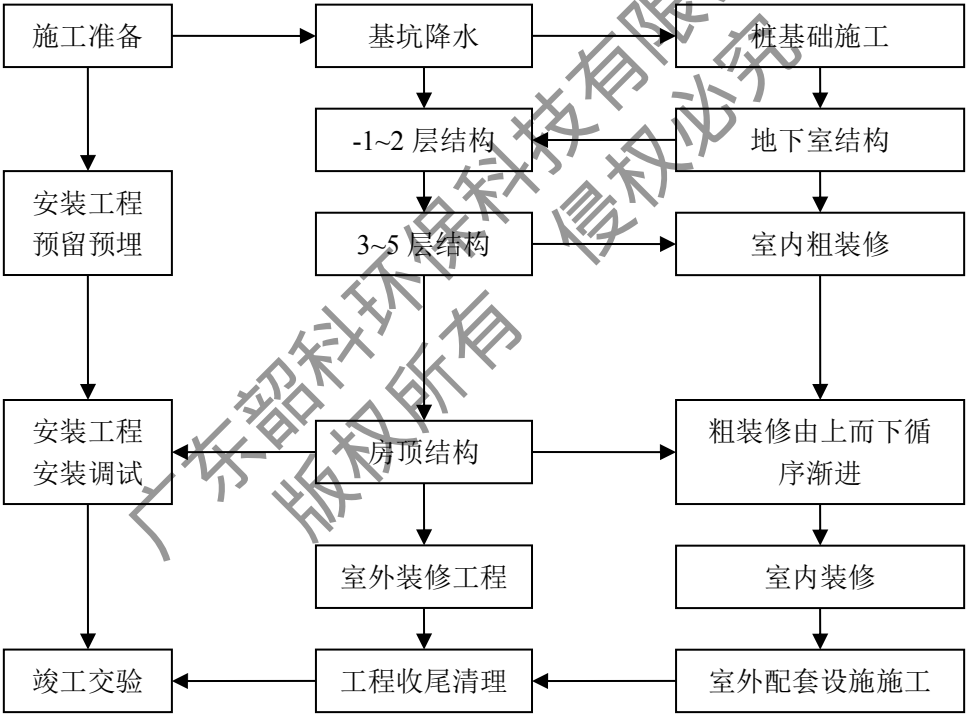 施工准备
基坑降水
桩基础施工
-1~2 层结构
地下室结构
安装工程
预留预埋
3~5 层结构
室内粗装修
安装工程
安装调试
房顶结构
粗装修由上而下循
序渐进
室外装修工程
室内装修
竣工交验
工程收尾清理
室外配套设施施工
广东韶科环保科技有限
版权所有
侵权必究